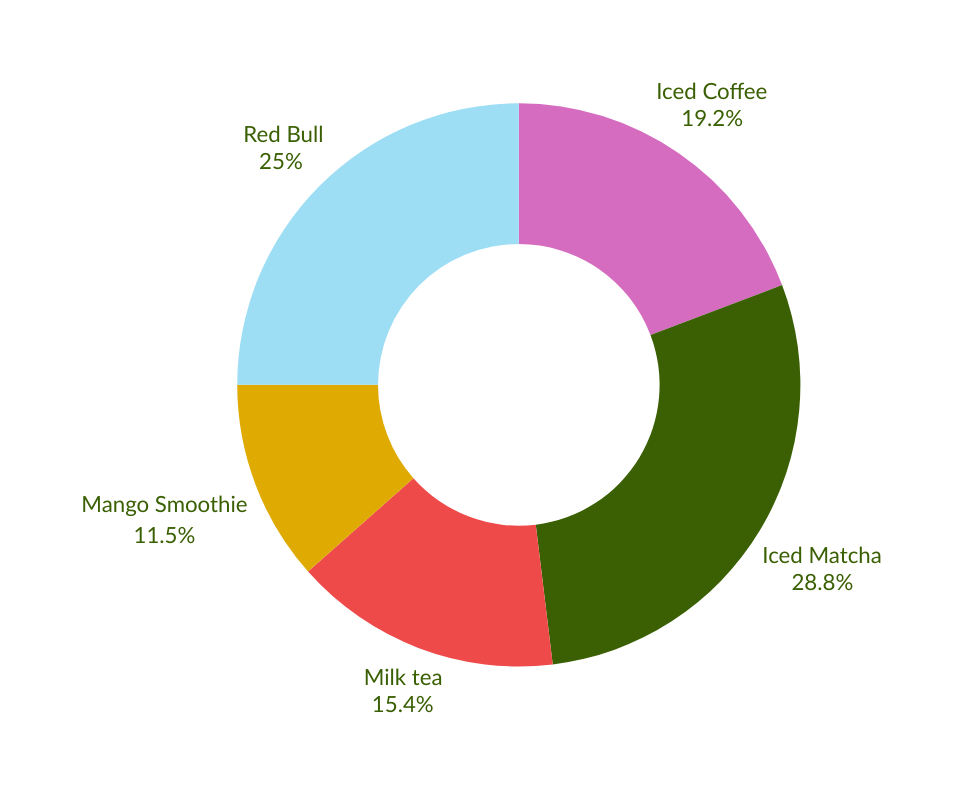 Iced Coffee
19.2%
Red Bull
25%
Mango Smoothie
11.5%
Iced Matcha
28.8%
Milk tea
15.4%